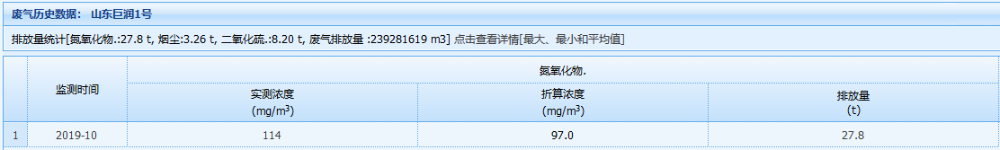 废气历史数据： 山东巨润1号
排放量统计[氮氧化物.:27.8 t, 烟尘:3.26 t, 二氧化硫.:8.20 t, 废气排放量 :239281619 m3] 点击查看详情[最大、最小和平均值]
监测时间
氮氧化物.
实测浓度
(mg/m³)
折算浓度
(mg/m³)
排放量
(t)
1 2019-10 114 97.0 27.8